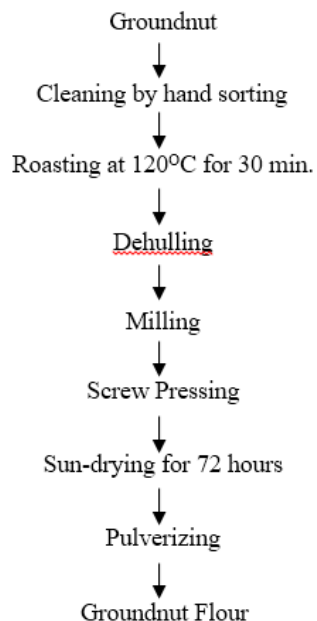 Groundnut
Cleaning by hand sorting
Roasting at 120⁰C for 30 min.
Dehulling
Milling
Screw Pressing
Sun-drying for 72 hours
Pulverizing
Groundnut Flour